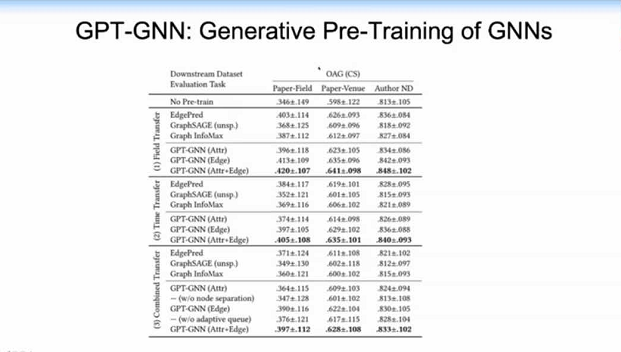 GPT-GNN: Generative Pre-Training of GNNs
Downstream Dataset OAG (CS)
Evaluation Task Paper-Field Paper-Venue Author ND
No Pre-train .346±.149 .598±.122 .813±.105
(1) Field Transfer
EdgePred .403±.114 .626±.093 .836±.084
GraphSAGE (unsp.) .368±.125 .609±.096 .818±.092
Graph InfoMax .387±.112 .612±.097 .827±.084
GPT-GNN (Attr) .396±.118 .623±.105 .834±.086
GPT-GNN (Edge) .413±.109 .635±.096 .842±.093
GPT-GNN (Attr+Edge) .420±.107 .641±.098 .848±.102
(2) Time Transfer
EdgePred .384±.117 .619±.101 .828±.095
GraphSAGE (unsp.) .352±.121 .601±.105 .815±.093
Graph InfoMax .369±.116 .606±.102 .821±.089
GPT-GNN (Attr) .374±.114 .614±.098 .826±.089
GPT-GNN (Edge) .397±.105 .629±.102 .836±.088
GPT-GNN (Attr+Edge) .405±.108 .635±.101 .840±.093
(3) Combined Transfer
EdgePred .371±.124 .611±.108 .821±.102
GraphSAGE (unsp.) .349±.130 .602±.118 .812±.097
Graph InfoMax .360±.121 .600±.102 .815±.093
GPT-GNN (Attr) .364±.115 .609±.103 .824±.094
− (w/o node separation) .347±.128 .601±.102 .813±.108
GPT-GNN (Edge) .390±.116 .622±.104 .830±.105
− (w/o adaptive queue) .376±.121 .617±.115 .828±.104
GPT-GNN (Attr+Edge) .397±.112 .628±.108 .833±.102